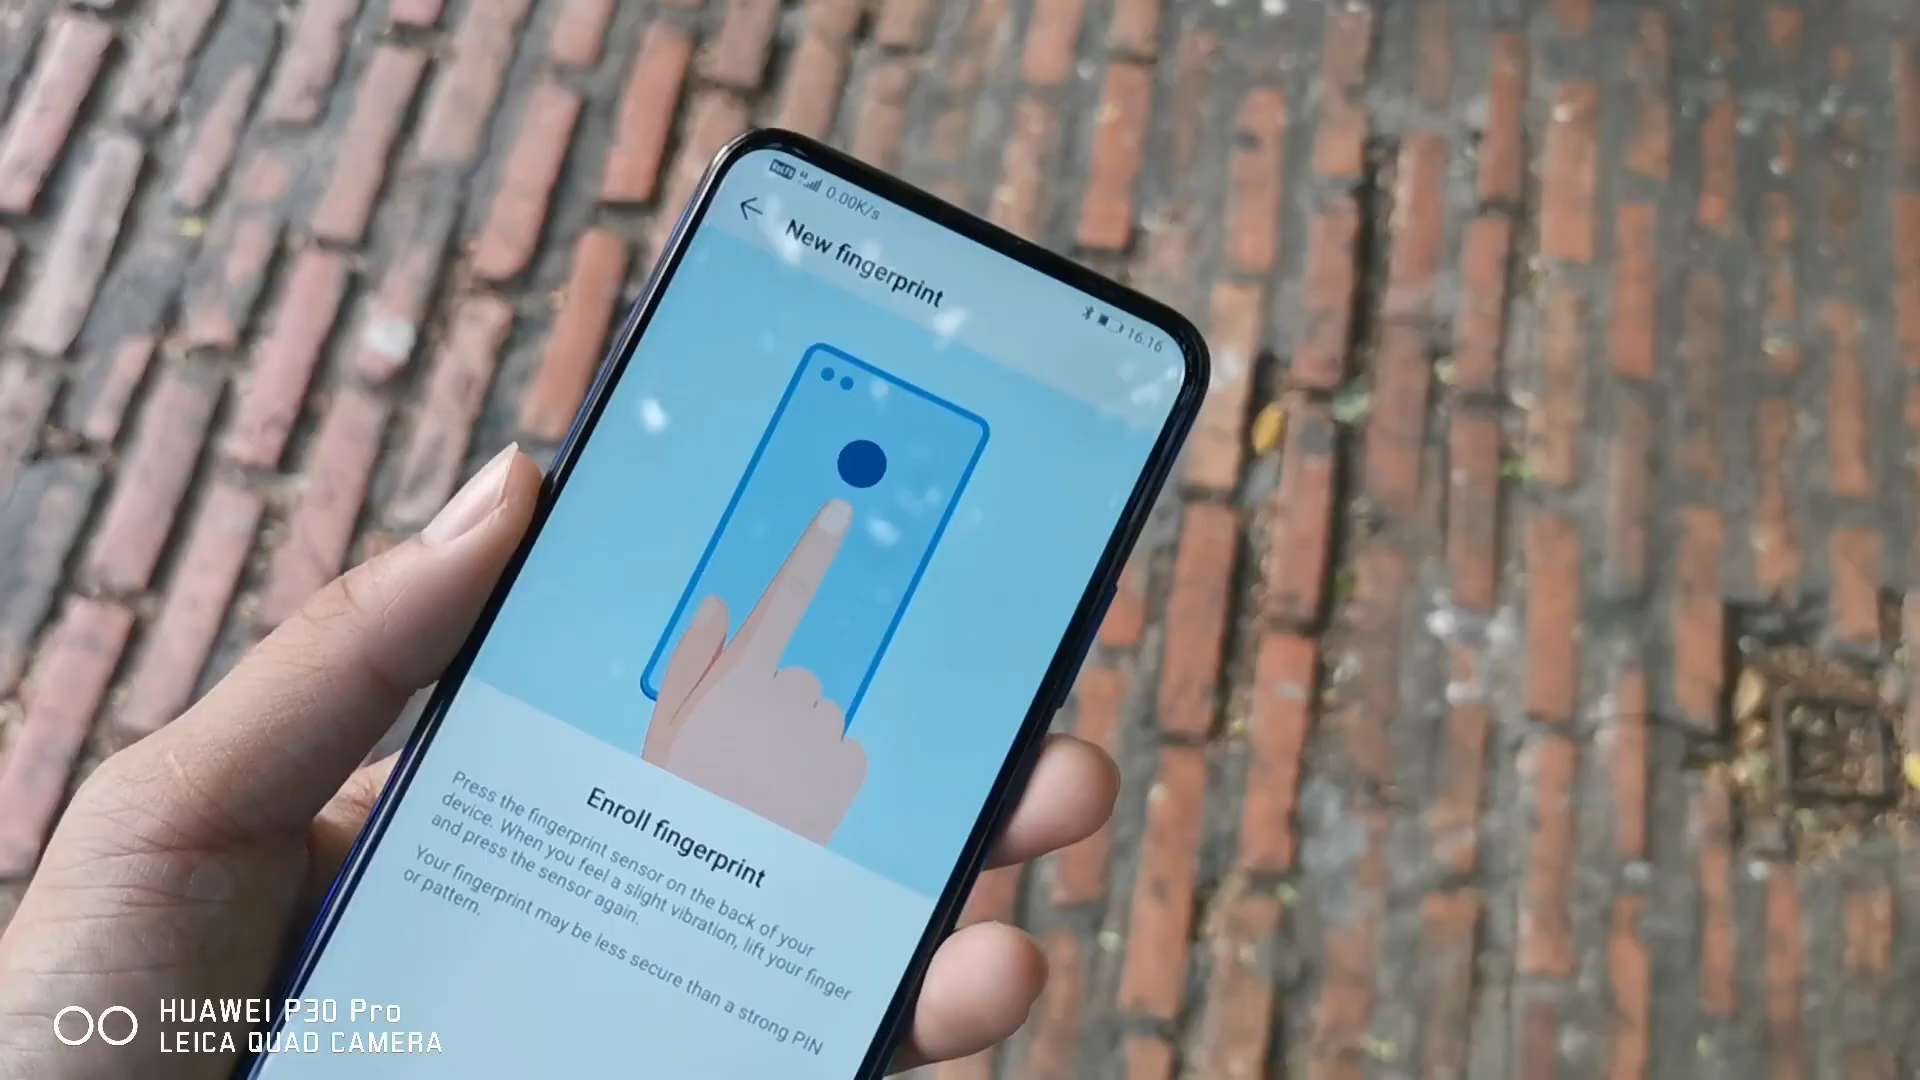 VoLTE 4G 0.00K/s
16:16
New fingerprint
Enroll fingerprint
Press the fingerprint sensor on the back of your
device. When you feel a slight vibration, lift your finger
and press the sensor again.
Your fingerprint may be less secure than a strong PIN
or pattern.
HUAWEI P30 Pro
LEICA QUAD CAMERA